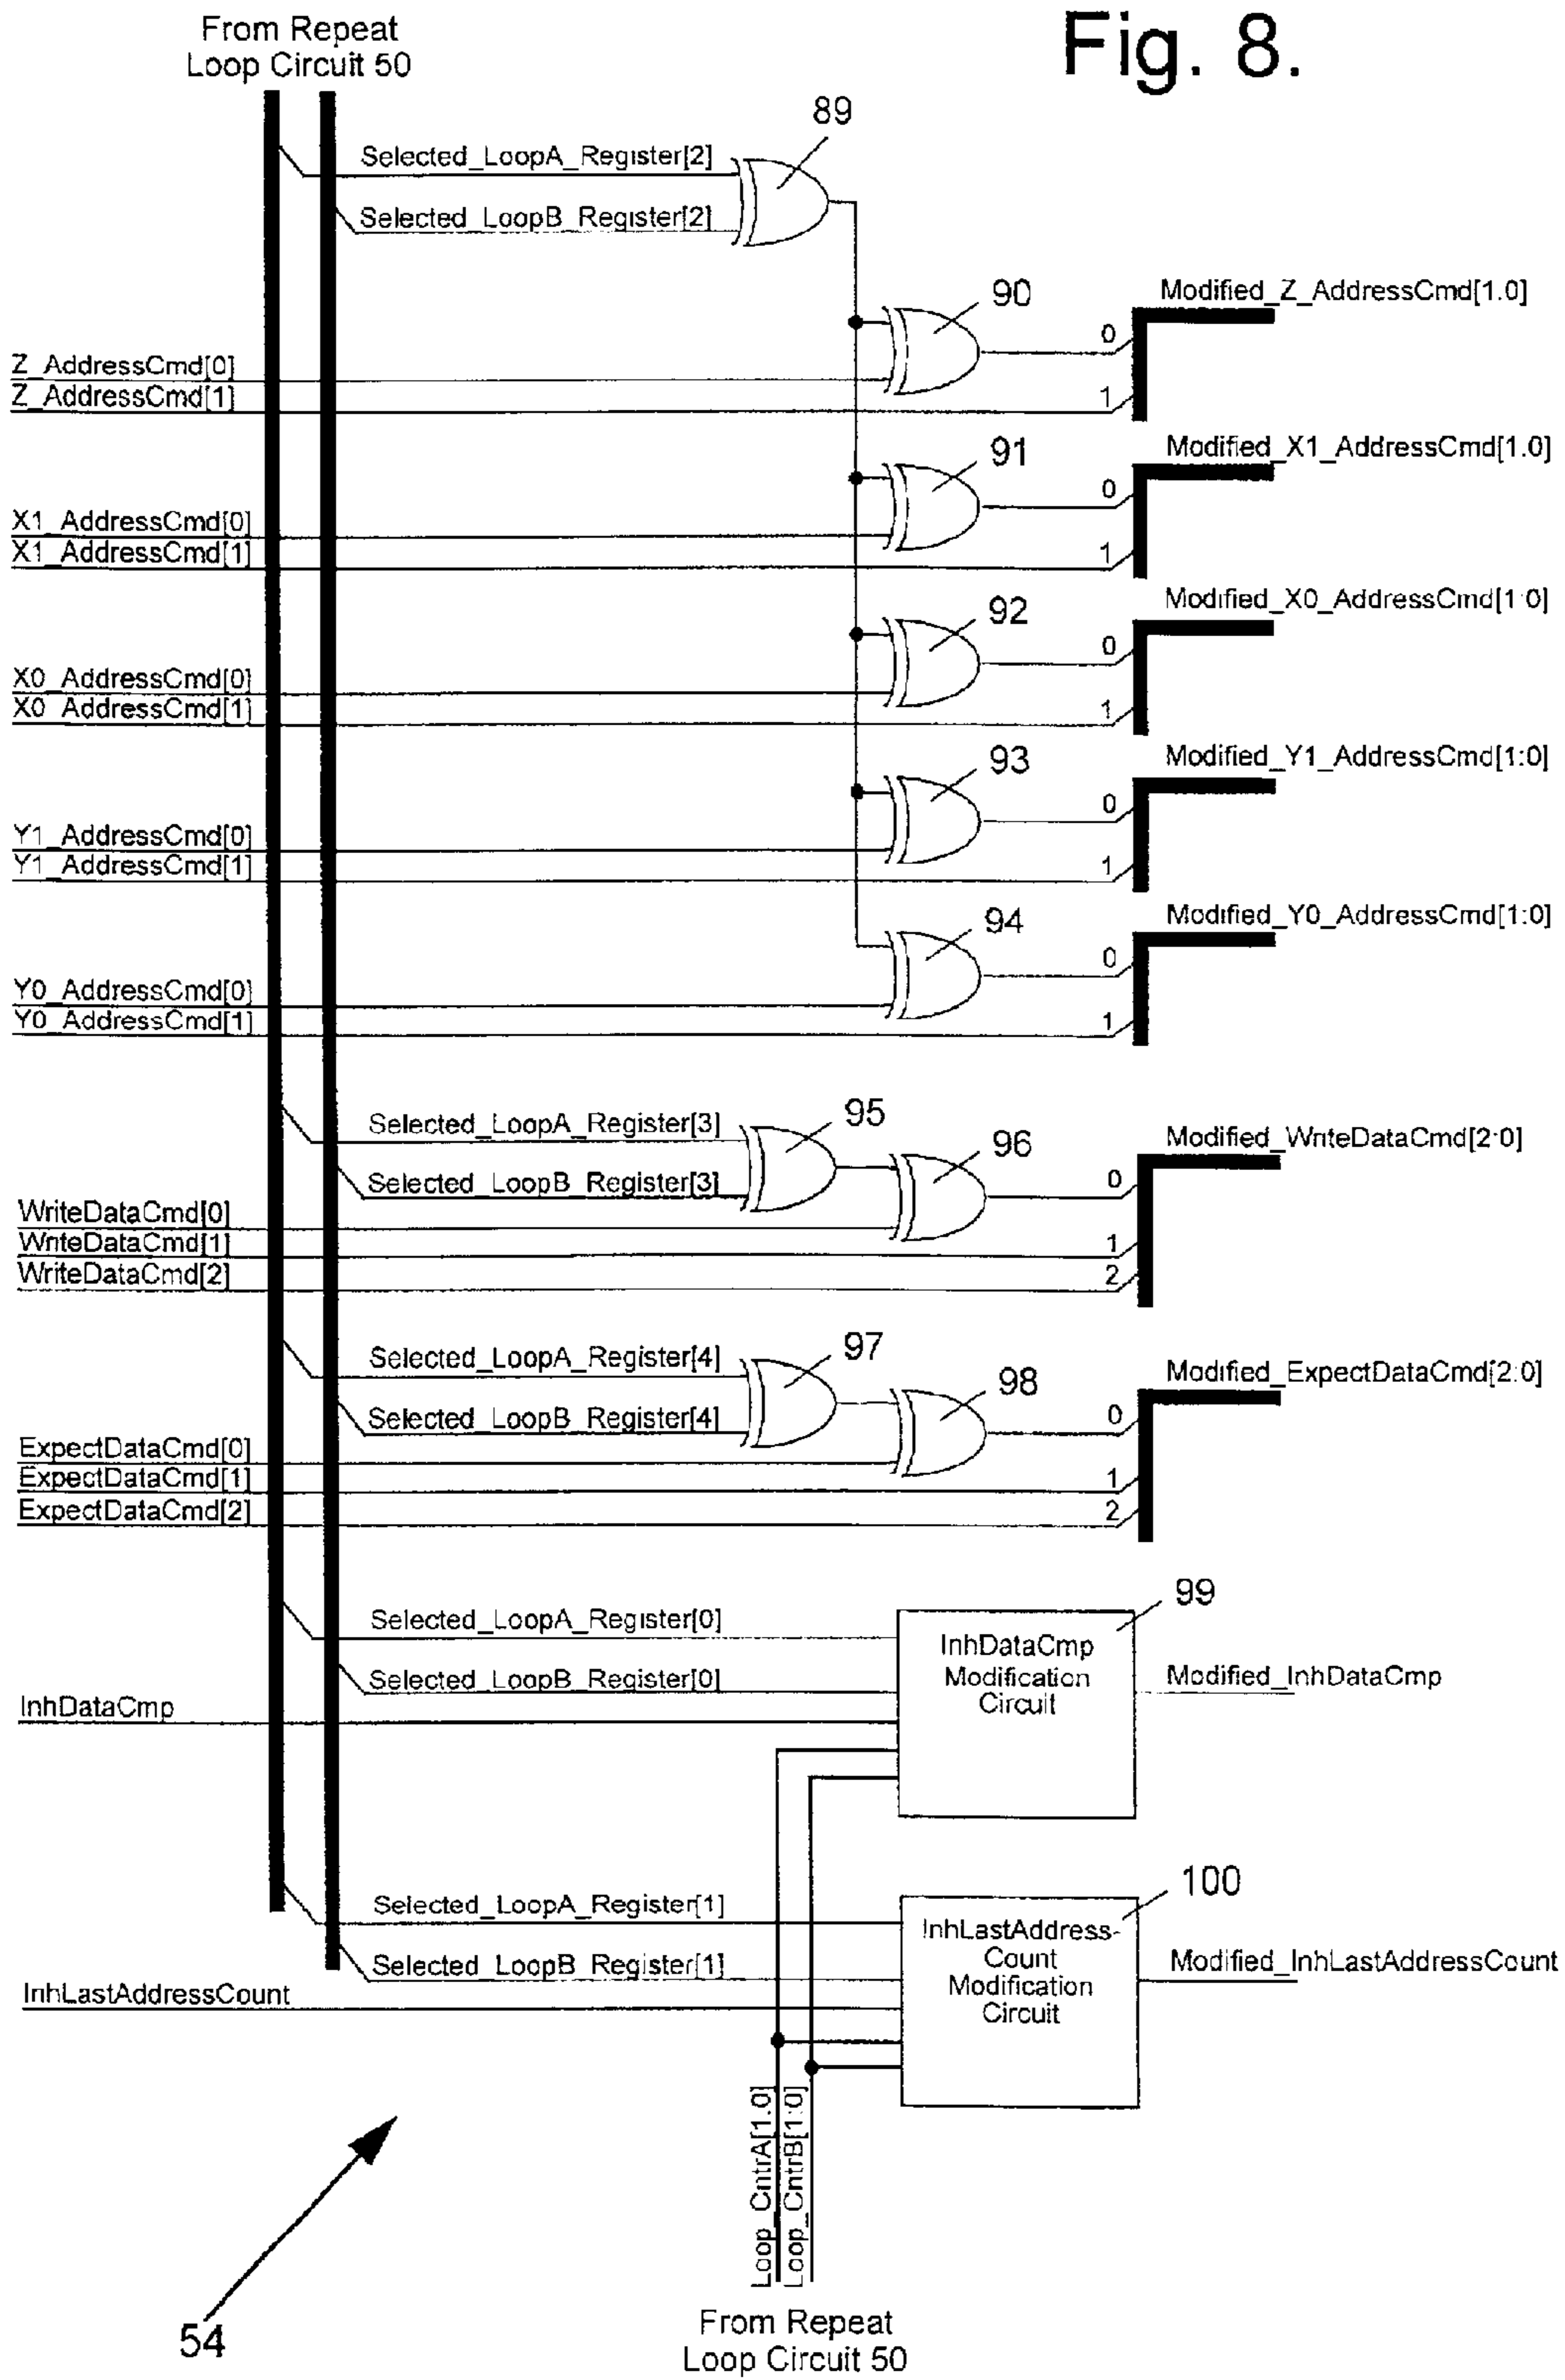 From Repeat
Loop Circuit 50
Fig. 8.
89
Selected_LoopA_Register[2]
Selected_LoopB_Register[2]
90
Modified_Z_AddressCmd[1.0]
0
Z_AddressCmd[0]
Z_AddressCmd[1]
1
91
Modified_X1_AddressCmd[1.0]
0
X1_AddressCmd[0]
X1_AddressCmd[1]
1
92
Modified_X0_AddressCmd[1:0]
0
X0_AddressCmd[0]
X0_AddressCmd[1]
1
93
Modified_Y1_AddressCmd[1:0]
0
Y1_AddressCmd[0]
Y1_AddressCmd[1]
1
94
Modified_Y0_AddressCmd[1:0]
0
Y0_AddressCmd[0]
Y0_AddressCmd[1]
1
Selected_LoopA_Register[3]
95
96
Modified_WriteDataCmd[2:0]
Selected_LoopB_Register[3]
0
WriteDataCmd[0]
WriteDataCmd[1]
1
WriteDataCmd[2]
2
Selected_LoopA_Register[4]
97
98
Modified_ExpectDataCmd[2:0]
Selected_LoopB_Register[4]
0
ExpectDataCmd[0]
ExpectDataCmd[1]
1
ExpectDataCmd[2]
2
99
Selected_LoopA_Register[0]
Selected_LoopB_Register[0]
InhDataCmp
InhDataCmp
Modification
Circuit
Modified_InhDataCmp
100
Selected_LoopA_Register[1]
Selected_LoopB_Register[1]
InhLastAddressCount
InhLastAddress-
Count
Modification
Circuit
Modified_InhLastAddressCount
Loop_CntrA[1.0]
Loop_CntrB[1:0]
54
From Repeat
Loop Circuit 50